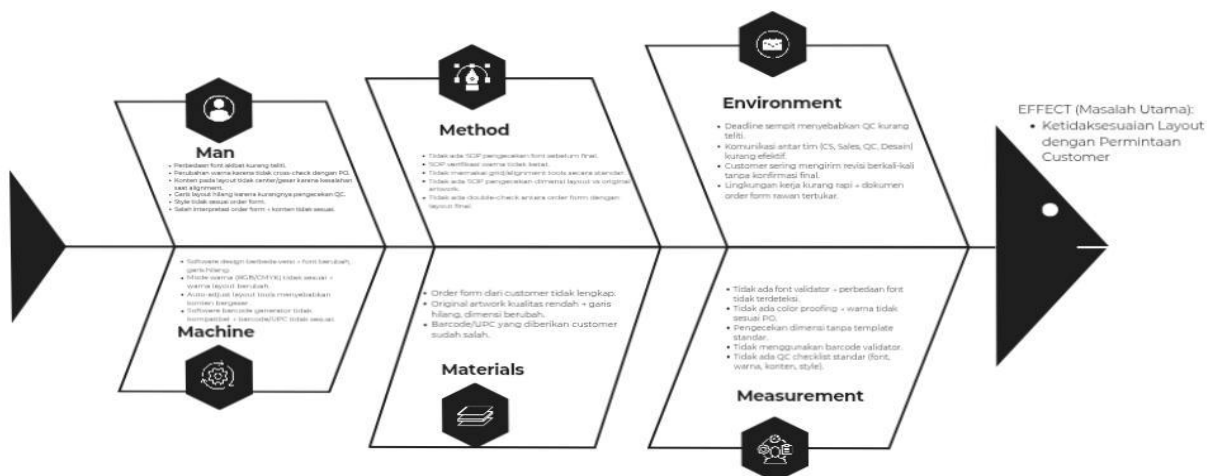 Man
• Perbedaan font akibat kurang teliti.
• Perubahan warna karena tidak cross-check dengan PO.
• Konten pada layout tidak center/geser karena kesalahan
saat alignment.
• Garis layout hilang karena kurangnya pengecekan QC.
• Style tidak sesuai order form.
• Salah interpretasi order form → konten tidak sesuai.
Method
• Tidak ada SOP pengecekan font sebelum final.
• SOP verifikasi warna tidak ketat.
• Tidak memakai grid/alignment tools secara standar.
• Tidak ada SOP pengecekan dimensi layout vs original
artwork.
• Tidak ada double-check antara order form dengan
layout final.
Environment
• Deadline sempit menyebabkan QC kurang
teliti.
• Komunikasi antar tim (CS, Sales, QC, Desain)
kurang efektif.
• Customer sering mengirim revisi berkali-kali
tanpa konfirmasi final.
• Lingkungan kerja kurang rapi → dokumen
order form rawan tertukar.
EFFECT (Masalah Utama):
• Ketidaksesuaian Layout
dengan Permintaan
Customer
• Software design berbeda versi → font berubah,
garis hilang.
• Mode warna (RGB/CMYK) tidak sesuai →
warna layout berubah.
• Auto-adjust layout tools menyebabkan
konten bergeser.
• Software barcode generator tidak
kompatibel → barcode/UPC tidak sesuai.
Machine
• Order form dari customer tidak lengkap.
• Original artwork kualitas rendah → garis
hilang, dimensi berubah.
• Barcode/UPC yang diberikan customer
sudah salah.
Materials
• Tidak ada font validator → perbedaan font
tidak terdeteksi.
• Tidak ada color proofing → warna tidak
sesuai PO.
• Pengecekan dimensi tanpa template
standar.
• Tidak menggunakan barcode validator.
• Tidak ada QC checklist standar (font,
warna, konten, style).
Measurement